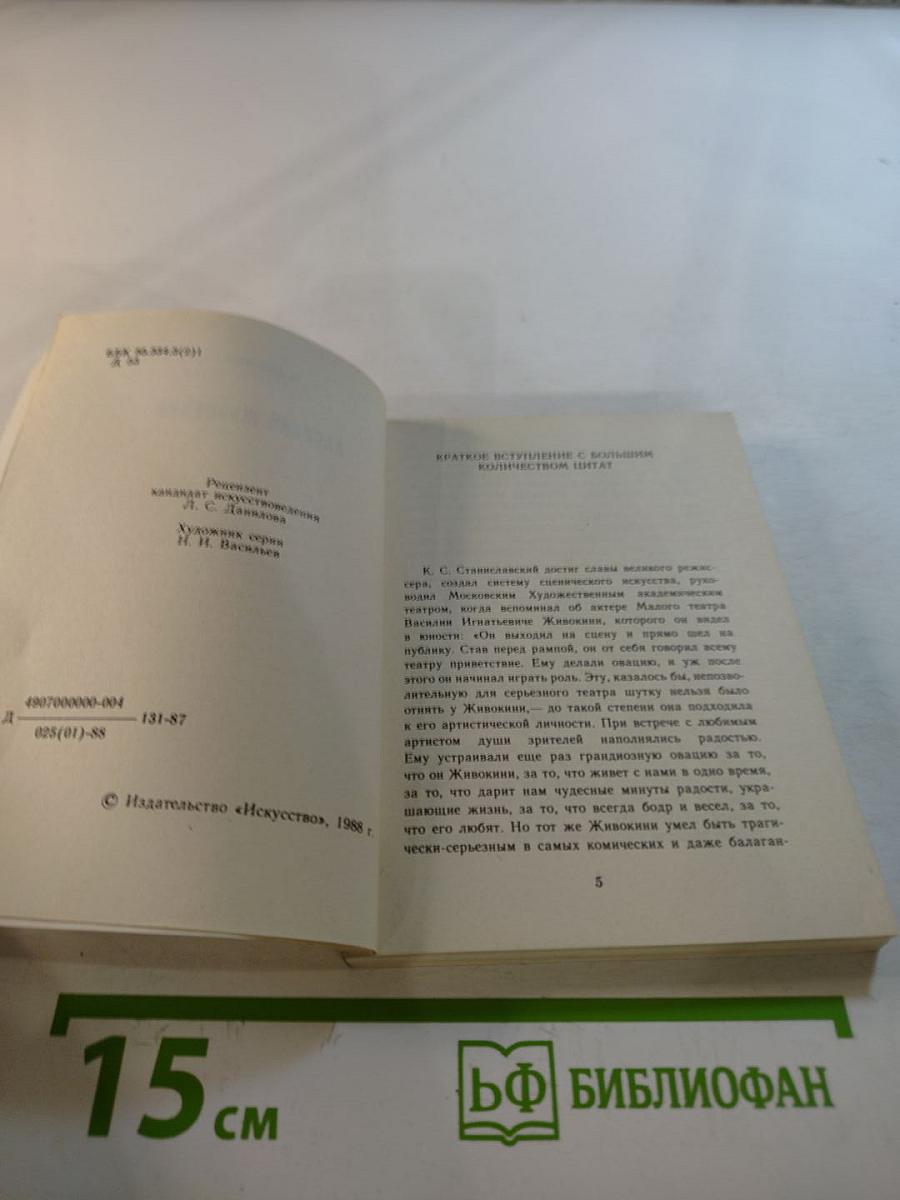 Д 53
Рецензент
кандидат искусствоведения
Л. С. Данилова
Художник серии
Н. И. Васильев
4907000000-004
Д 131-87
025(01)-88
© Издательство «Искусство», 1988 г.
КРАТКОЕ ВСТУПЛЕНИЕ С БОЛЬШИМ
КОЛИЧЕСТВОМ ЦИТАТ
К. С. Станиславский достиг славы великого режис-
сера, создал систему сценического искусства, руко-
водил Московским Художественным академическим
театром, когда вспоминал об актере Малого театра
Василии Игнатьевиче Живокини, которого он видел
в юности: «Он выходил на сцену и прямо шел на
публику. Став перед рампой, он от себя говорил всему
театру приветствие. Ему делали овацию, и уж после
этого он начинал играть роль. Эту, казалось бы, непозво-
лительную для серьезного театра шутку нельзя было
отнять у Живокини,— до такой степени она подходила
к его артистической личности. При встрече с любимым
артистом души зрителей наполнялись радостью.
Ему устраивали еще раз грандиозную овацию за то,
что он Живокини, за то, что живет с нами в одно время,
за то, что дарит нам чудесные минуты радости, укра-
шающие жизнь, за то, что всегда бодр и весел, за то,
что его любят. Но тот же Живокини умел быть траги-
чески-серьезным в самых комических и даже балаган-
5
15 см
ЬФ БИБЛИОФАН